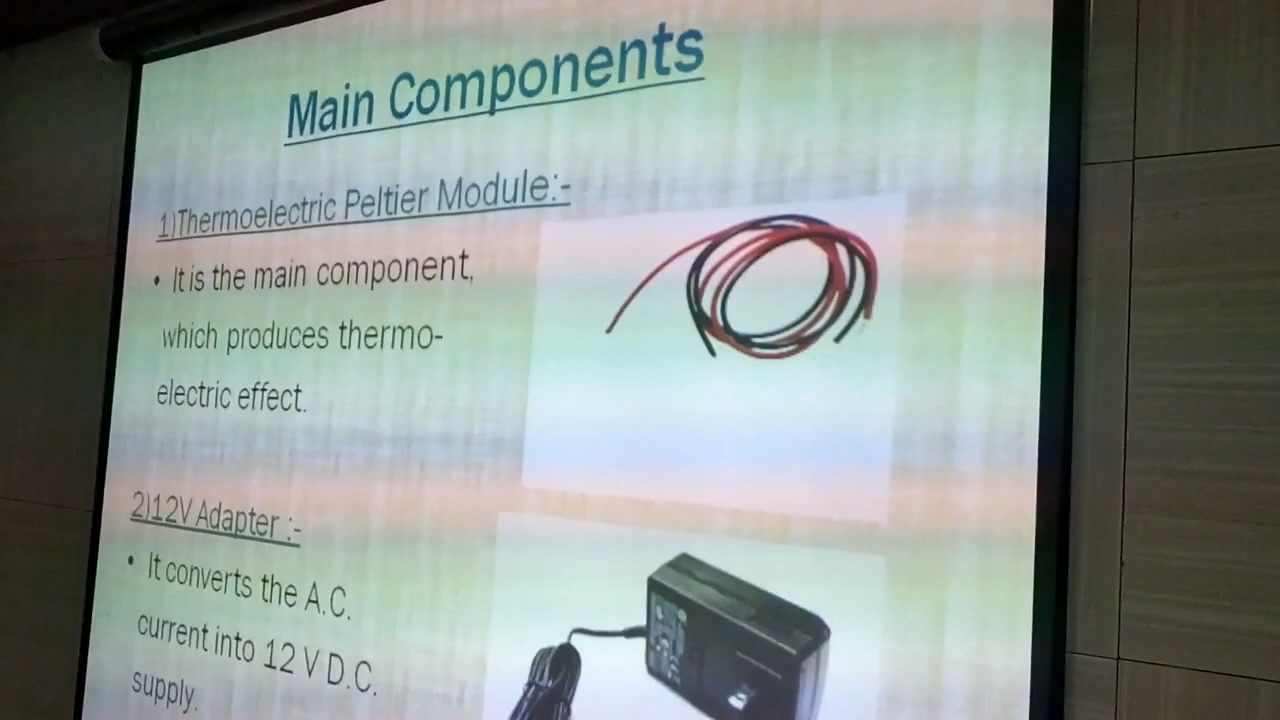 Main Components
1)Thermoelectric Peltier Module:-
• It is the main component,
which produces thermo-
electric effect.
2)12V Adapter :-
• It converts the A.C.
current into 12 V D.C.
supply.